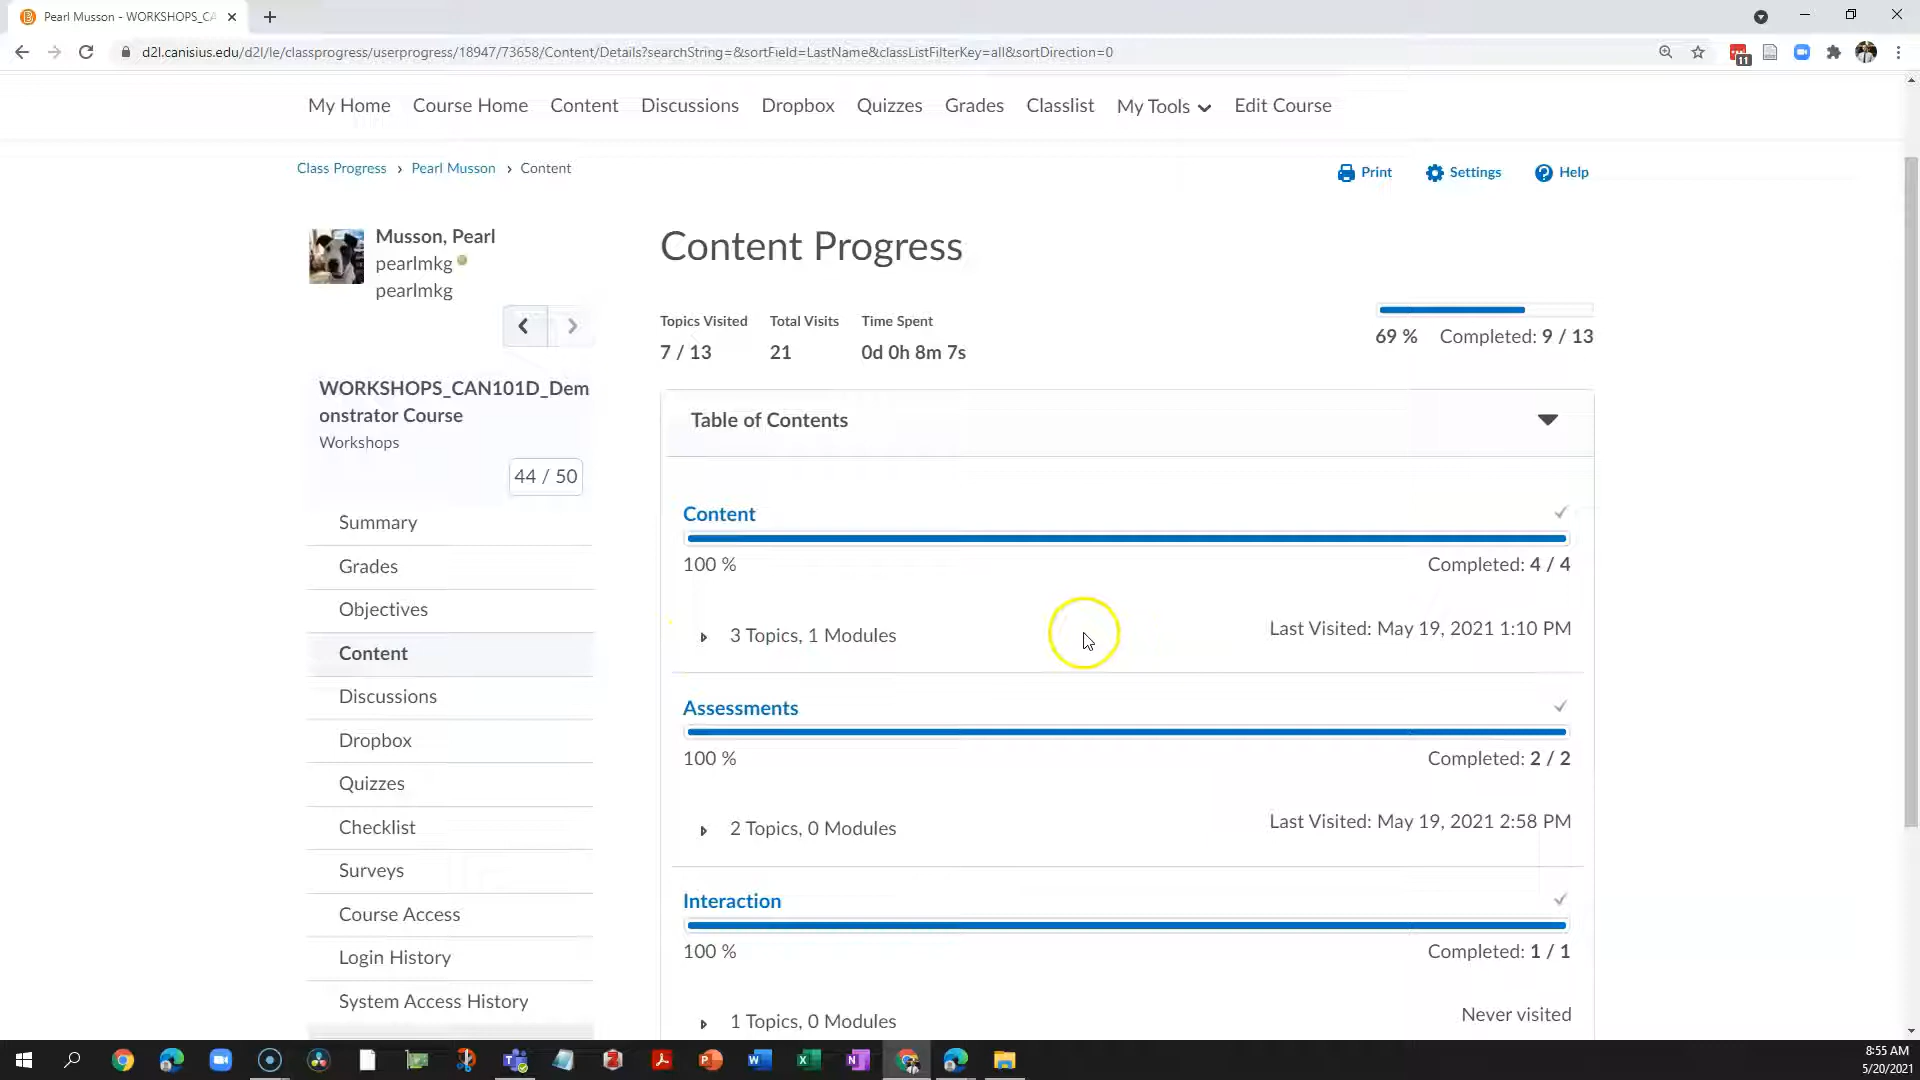 Pearl Musson - WORKSHOPS_CA
d2l.canisius.edu/d2l/le/classprogress/userprogress/18947/73658/Content/Details?searchString=&sortField=LastName&classListFilterKey=all&sortDirection=0
11
My Home Course Home Content Discussions Dropbox Quizzes Grades Classlist My Tools Edit Course
Class Progress › Pearl Musson › Content
Print Settings Help
Musson, Pearl
pearlmkg
pearlmkg
WORKSHOPS_CAN101D_Dem
onstrator Course
Workshops
44 / 50
Summary
Grades
Objectives
Content
Discussions
Dropbox
Quizzes
Checklist
Surveys
Course Access
Login History
System Access History
Content Progress
Topics Visited Total Visits Time Spent
7 / 13 21 0d 0h 8m 7s
69 % Completed: 9 / 13
Table of Contents
Content
100 % Completed: 4 / 4
3 Topics, 1 Modules Last Visited: May 19, 2021 1:10 PM
Assessments
100 % Completed: 2 / 2
2 Topics, 0 Modules Last Visited: May 19, 2021 2:58 PM
Interaction
100 % Completed: 1 / 1
1 Topics, 0 Modules Never visited
8:55 AM
5/20/2021